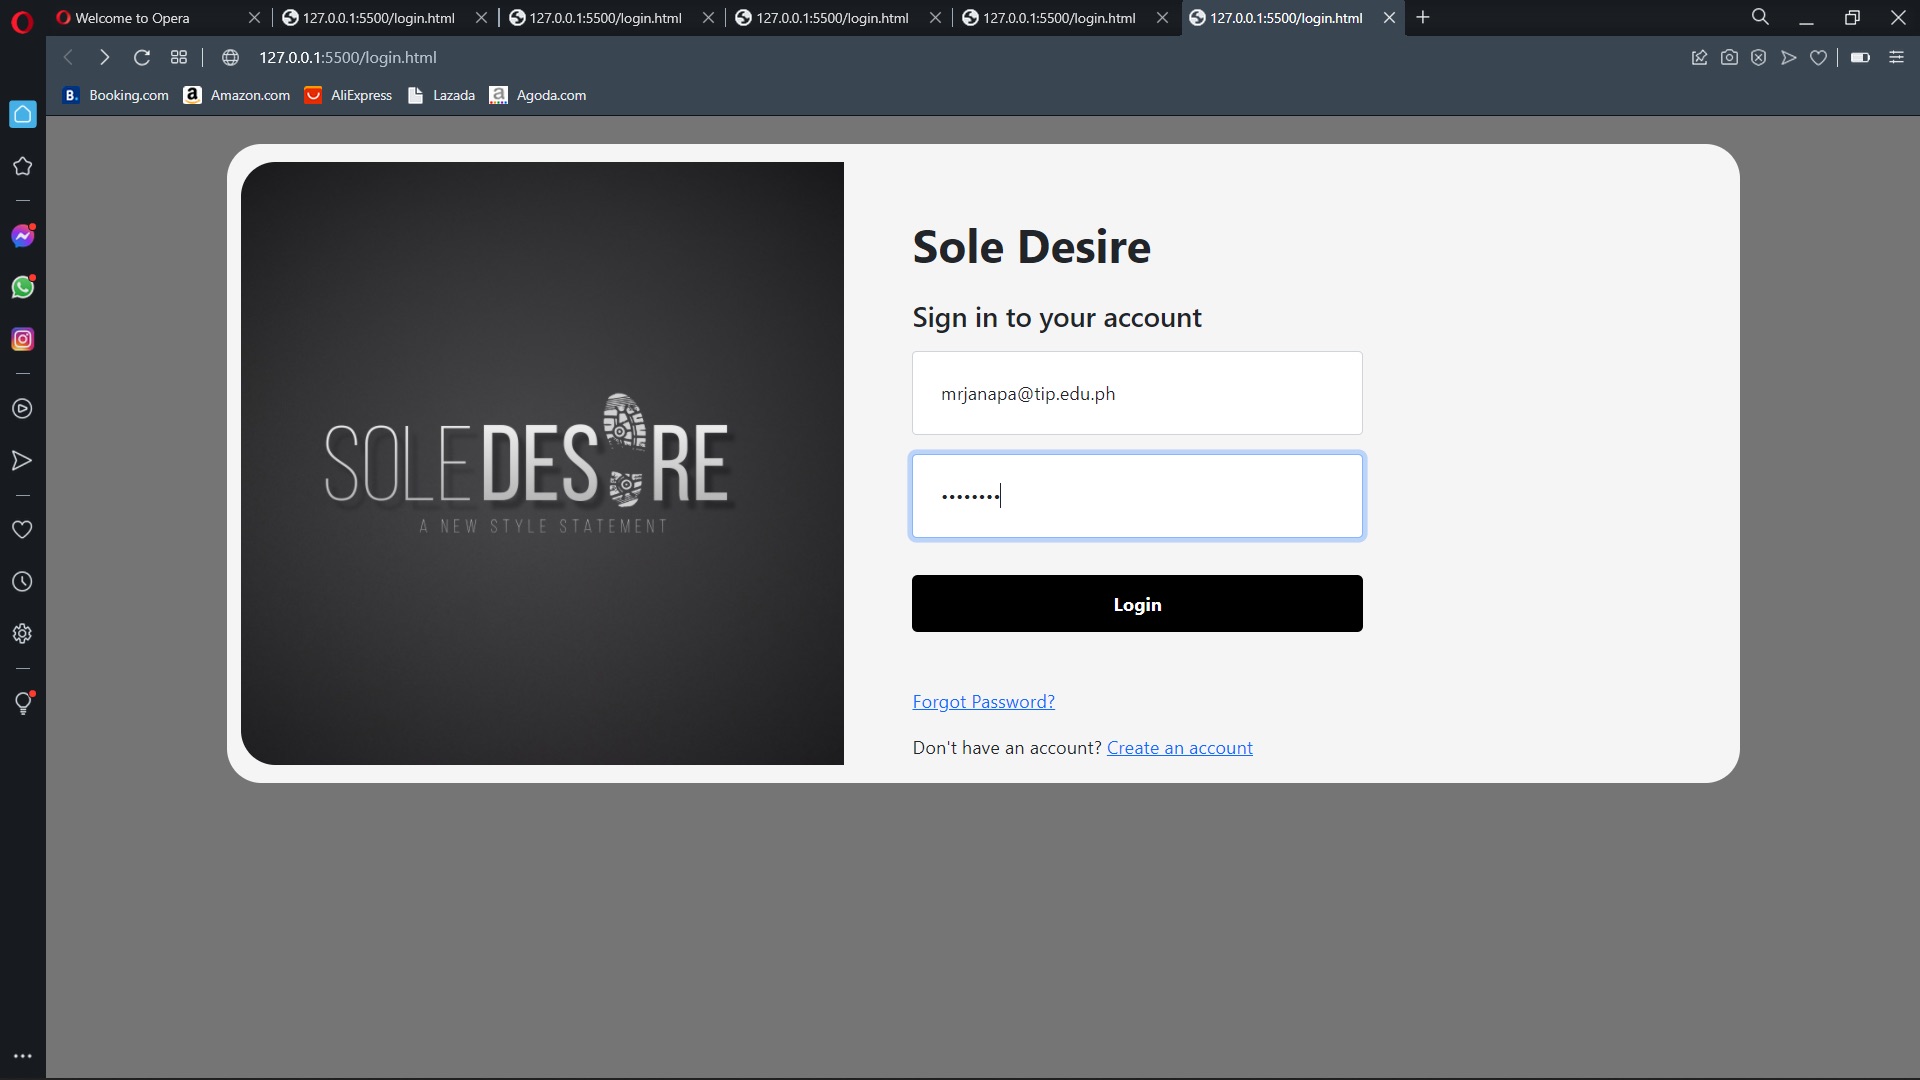 Welcome to Opera
127.0.0.1:5500/login.html
127.0.0.1:5500/login.html
127.0.0.1:5500/login.html
127.0.0.1:5500/login.html
127.0.0.1:5500/login.html
127.0.0.1:5500/login.html
B. Booking.com
a Amazon.com
AliExpress
Lazada
a Agoda.com
SOLE DESIRE
A NEW STYLE STATEMENT
Sole Desire
Sign in to your account
mrjanapa@tip.edu.ph
••••••••
Login
Forgot Password?
Don't have an account? Create an account